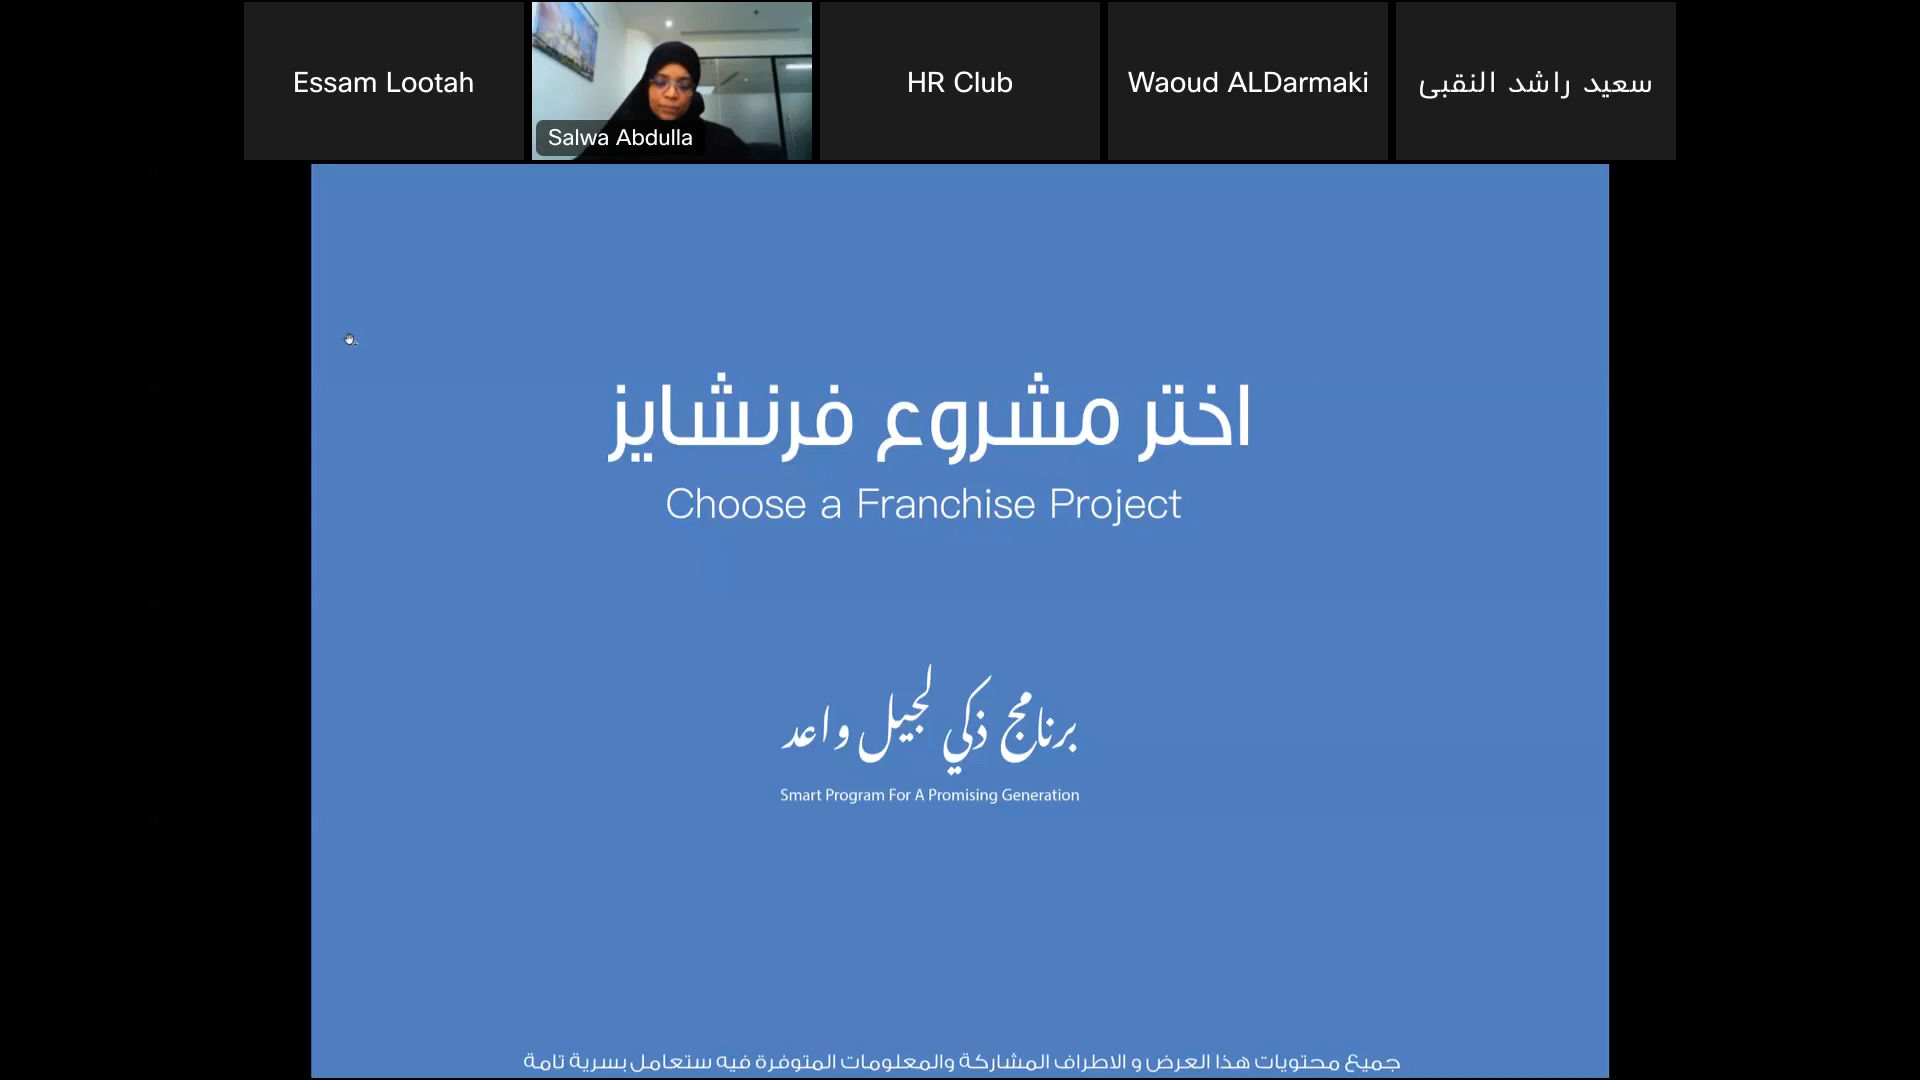 Essam Lootah
Salwa Abdulla
HR Club
Waoud ALDarmaki
سعيد راشد النقبى
اختر مشروع فرنشايز
Choose a Franchise Project
برنامج ذكي لجيل واعد
Smart Program For A Promising Generation
جميع محتويات هذا العرض و الاطراف المشاركة والمعلومات المتوفرة فيه ستعامل بسرية تامة